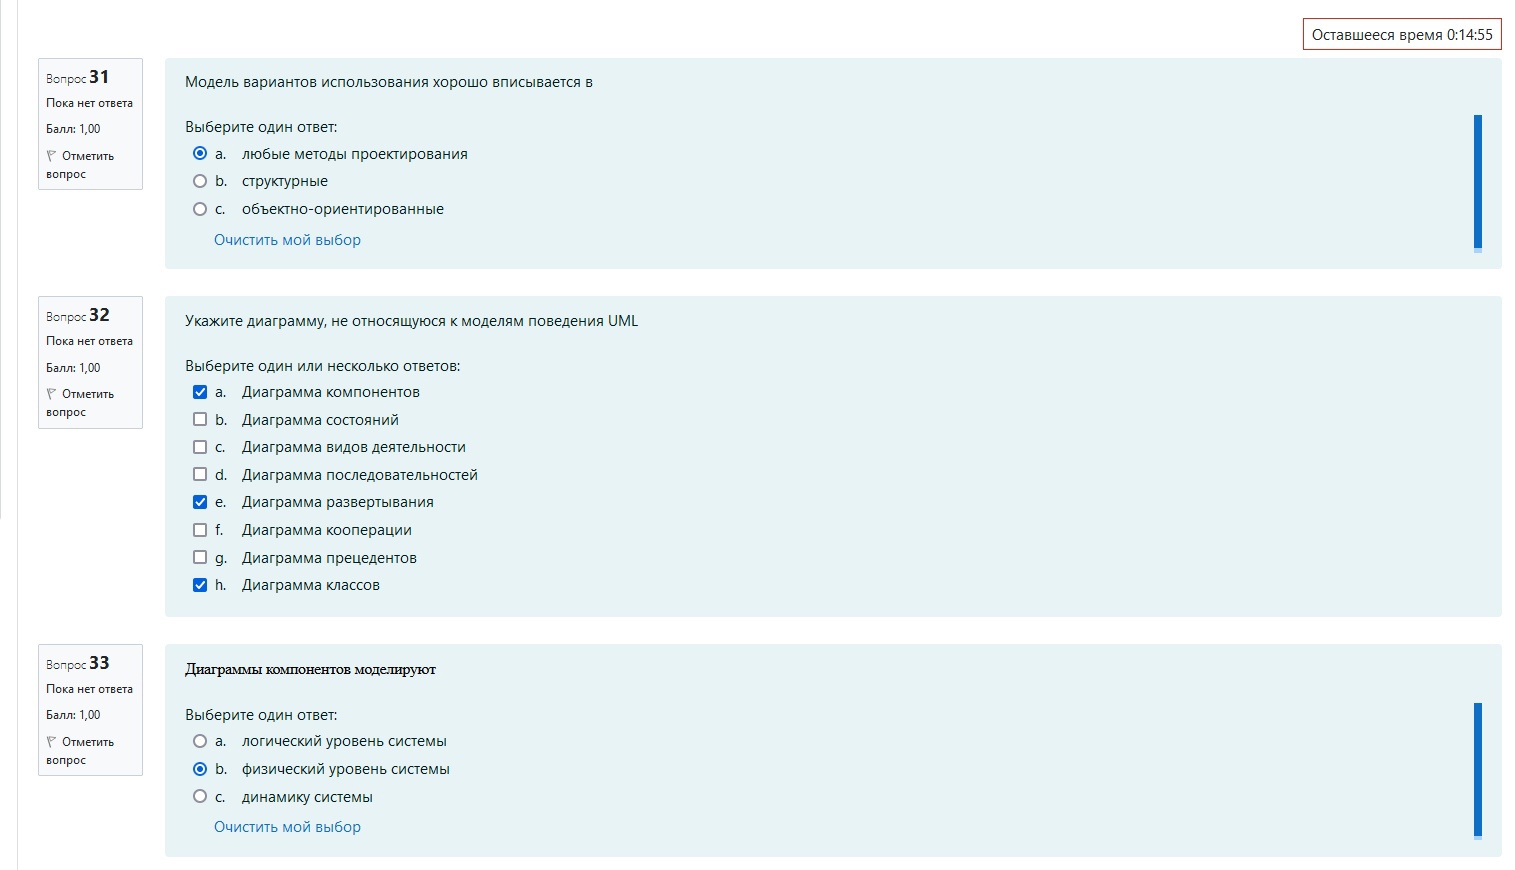 Оставшееся время 0:14:55
Вопрос 31
Пока нет ответа
Балл: 1,00
Отметить
вопрос
Модель вариантов использования хорошо вписывается в
Выберите один ответ:
a. любые методы проектирования
b. структурные
c. объектно-ориентированные
Очистить мой выбор
Вопрос 32
Пока нет ответа
Балл: 1,00
Отметить
вопрос
Укажите диаграмму, не относящуюся к моделям поведения UML
Выберите один или несколько ответов:
a. Диаграмма компонентов
b. Диаграмма состояний
c. Диаграмма видов деятельности
d. Диаграмма последовательностей
e. Диаграмма развертывания
f. Диаграмма кооперации
g. Диаграмма прецедентов
h. Диаграмма классов
Вопрос 33
Пока нет ответа
Балл: 1,00
Отметить
вопрос
Диаграммы компонентов моделируют
Выберите один ответ:
a. логический уровень системы
b. физический уровень системы
c. динамику системы
Очистить мой выбор